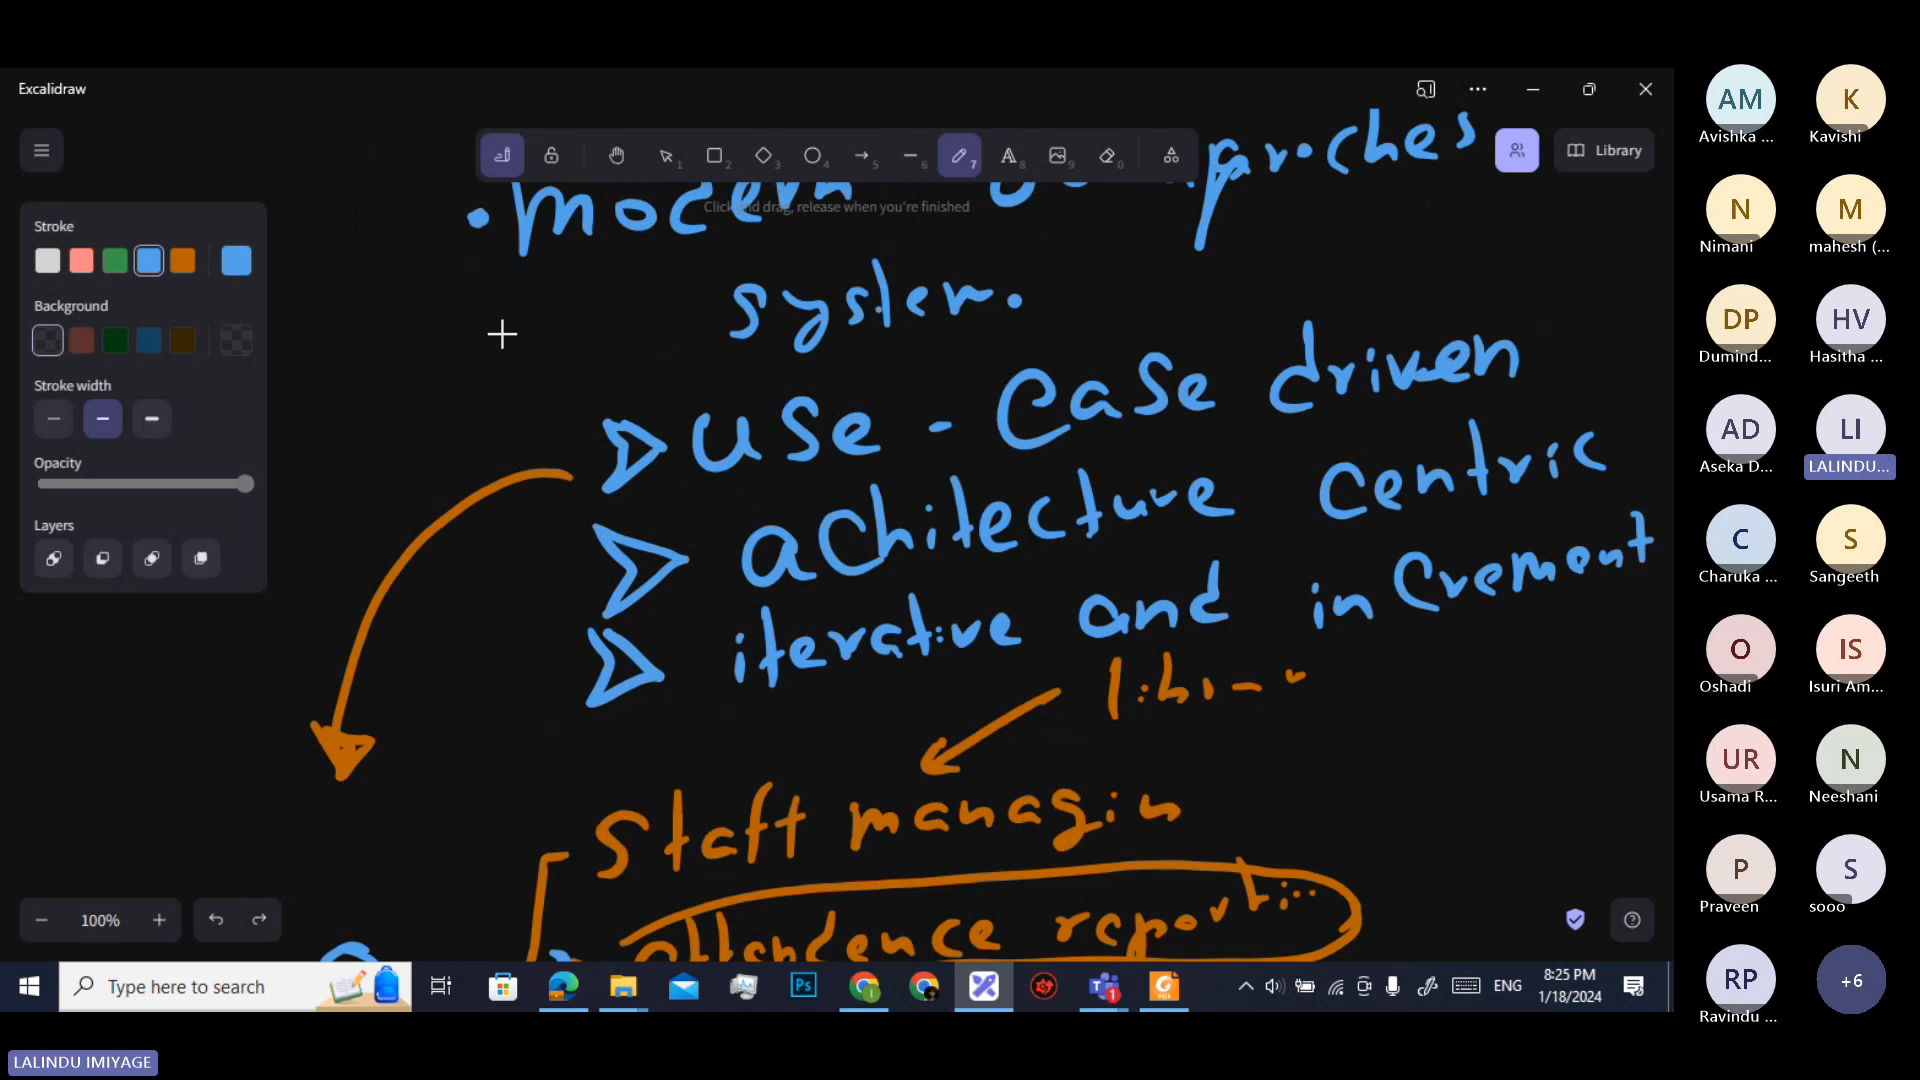 Excalidraw
Library
Stroke
Background
Stroke width
Opacity
Layers
Click and drag, release when you're finished
system.
use - Case driven
achitecture centric
iterative and increment
Staff managin
attendence report
100%
Type here to search
ENG
8:25 PM
1/18/2024
AM
Avishka ...
K
Kavishi
N
Nimani
M
mahesh (...
DP
Dumind...
HV
Hasitha ...
AD
Aseka D...
LI
LALINDU...
C
Charuka ...
S
Sangeeth
O
Oshadi
IS
Isuri Am...
UR
Usama R...
N
Neeshani
P
Praveen
S
sooo
RP
Ravindu ...
+6
LALINDU IMIYAGE